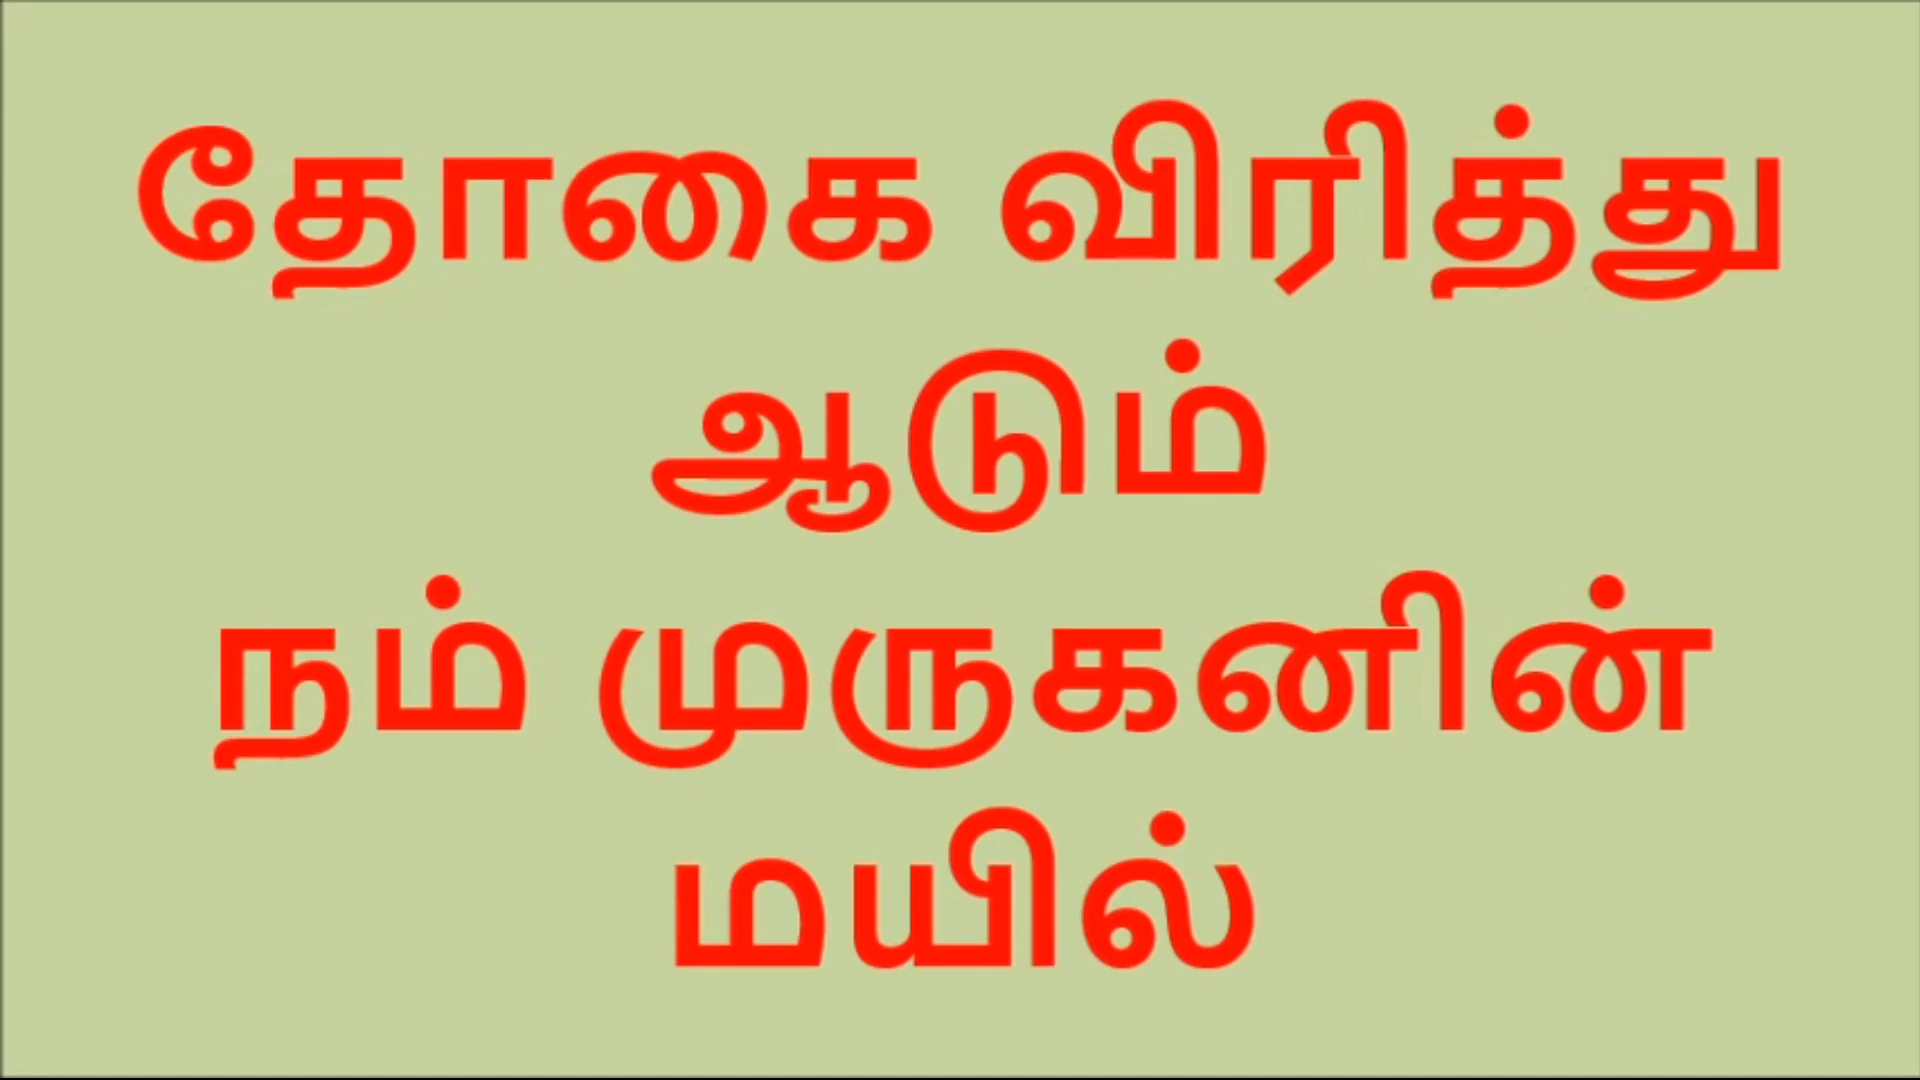 தோகை விரித்து
ஆடும்
நம் முருகனின்
மயில்